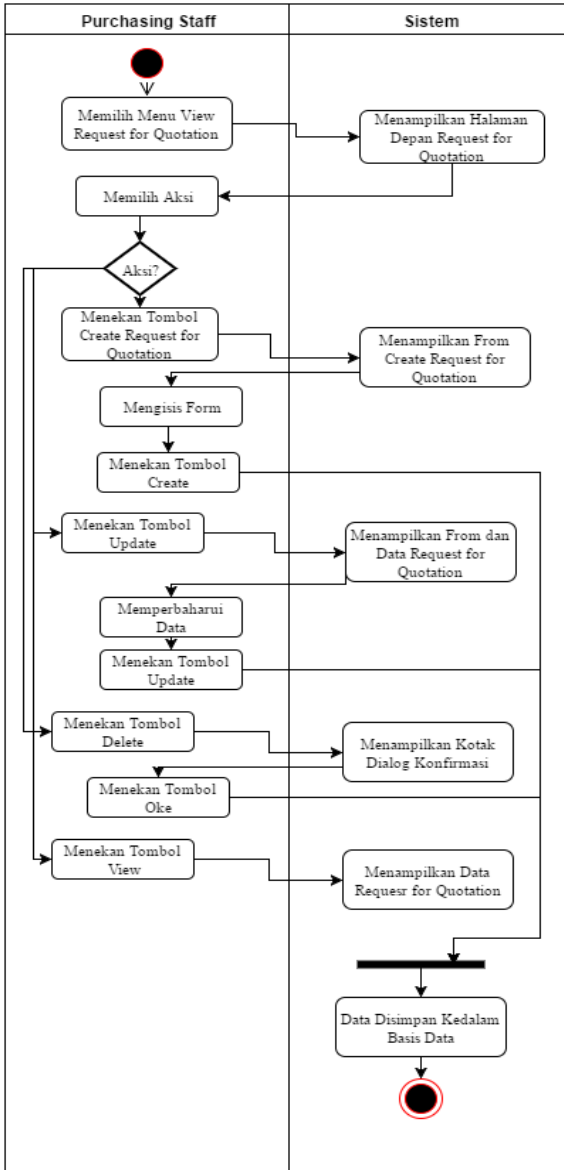 Purchasing Staff
Sistem
Memilih Menu View
Request for Quotation
Menampilkan Halaman
Depan Request for
Quotation
Memilih Aksi
Aksi?
Menekan Tombol
Create Request for
Quotation
Menampilkan From
Create Request for
Quotation
Mengisis Form
Menekan Tombol
Create
Menekan Tombol
Update
Menampilkan From dan
Data Request for
Quotation
Memperbaharui
Data
Menekan Tombol
Update
Menekan Tombol
Delete
Menampilkan Kotak
Dialog Konfirmasi
Menekan Tombol
Oke
Menekan Tombol
View
Menampilkan Data
Requesr for Quotation
Data Disimpan Kedalam
Basis Data